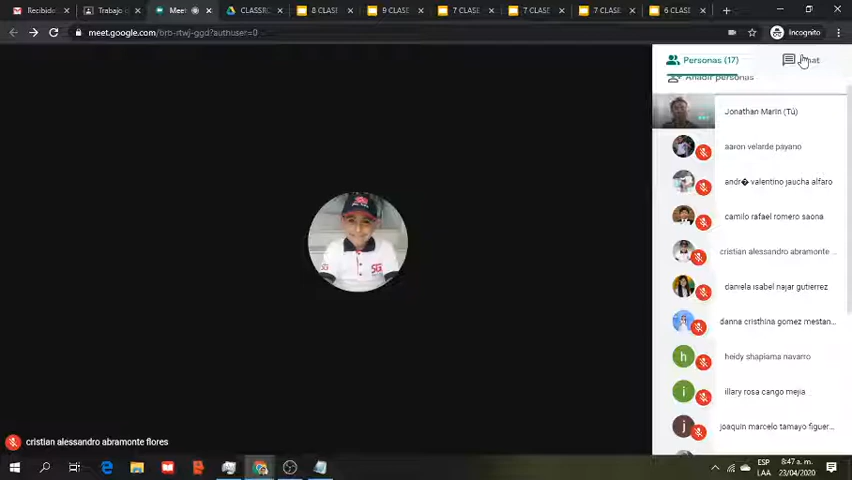 Recibido
Trabajo c
Meet
CLASSR
8 CLASE
9 CLASE
7 CLASE
7 CLASE
7 CLASE
6 CLASE
meet.google.com/brb-rtwj-ggd?authuser=0
Incognito
Personas (17)
Añadir personas
Jonathan Marin (Tú)
aaron velarde payano
andr� valentino jaucha alfaro
camilo rafael romero saona
cristian alessandro abramonte ...
daniela isabel najar gutierrez
danna cristhina gomez mestan...
h
heidy shapiama navarro
i
illary rosa cango mejia
j
joaquin marcelo tamayo figuer...
SG
SG
cristian alessandro abramonte flores
ESP
LAA
8:47 a. m.
23/04/2020